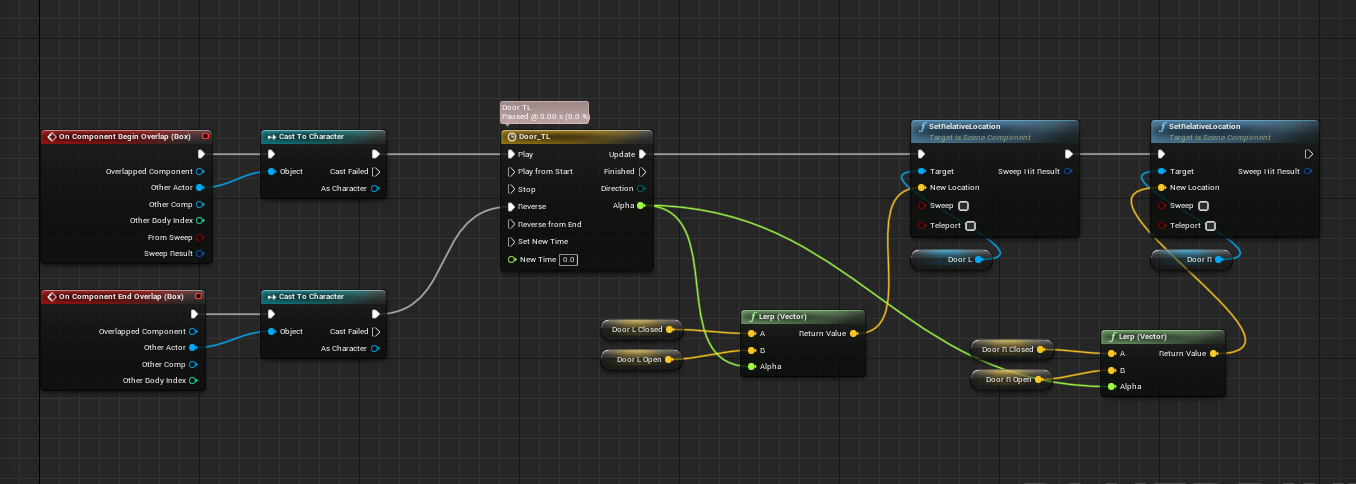 Door TL
Paused @ 0.00 s (0.0 %)
On Component Begin Overlap (Box)
Overlapped Component
Other Actor
Other Comp
Other Body Index
From Sweep
Sweep Result
Cast To Character
Object
Cast Failed
As Character
Door_TL
Play
Update
Play from Start
Finished
Stop
Direction
Reverse
Alpha
Reverse from End
Set New Time
New Time
0.0
SetRelativeLocation
Target is Scene Component
Target
Sweep Hit Result
New Location
Sweep
Teleport
Door L
SetRelativeLocation
Target is Scene Component
Target
Sweep Hit Result
New Location
Sweep
Teleport
Door R
On Component End Overlap (Box)
Overlapped Component
Other Actor
Other Comp
Other Body Index
Cast To Character
Object
Cast Failed
As Character
Door L Closed
Door L Open
Lerp (Vector)
A
Return Value
B
Alpha
Door R Closed
Door R Open
Lerp (Vector)
A
Return Value
B
Alpha